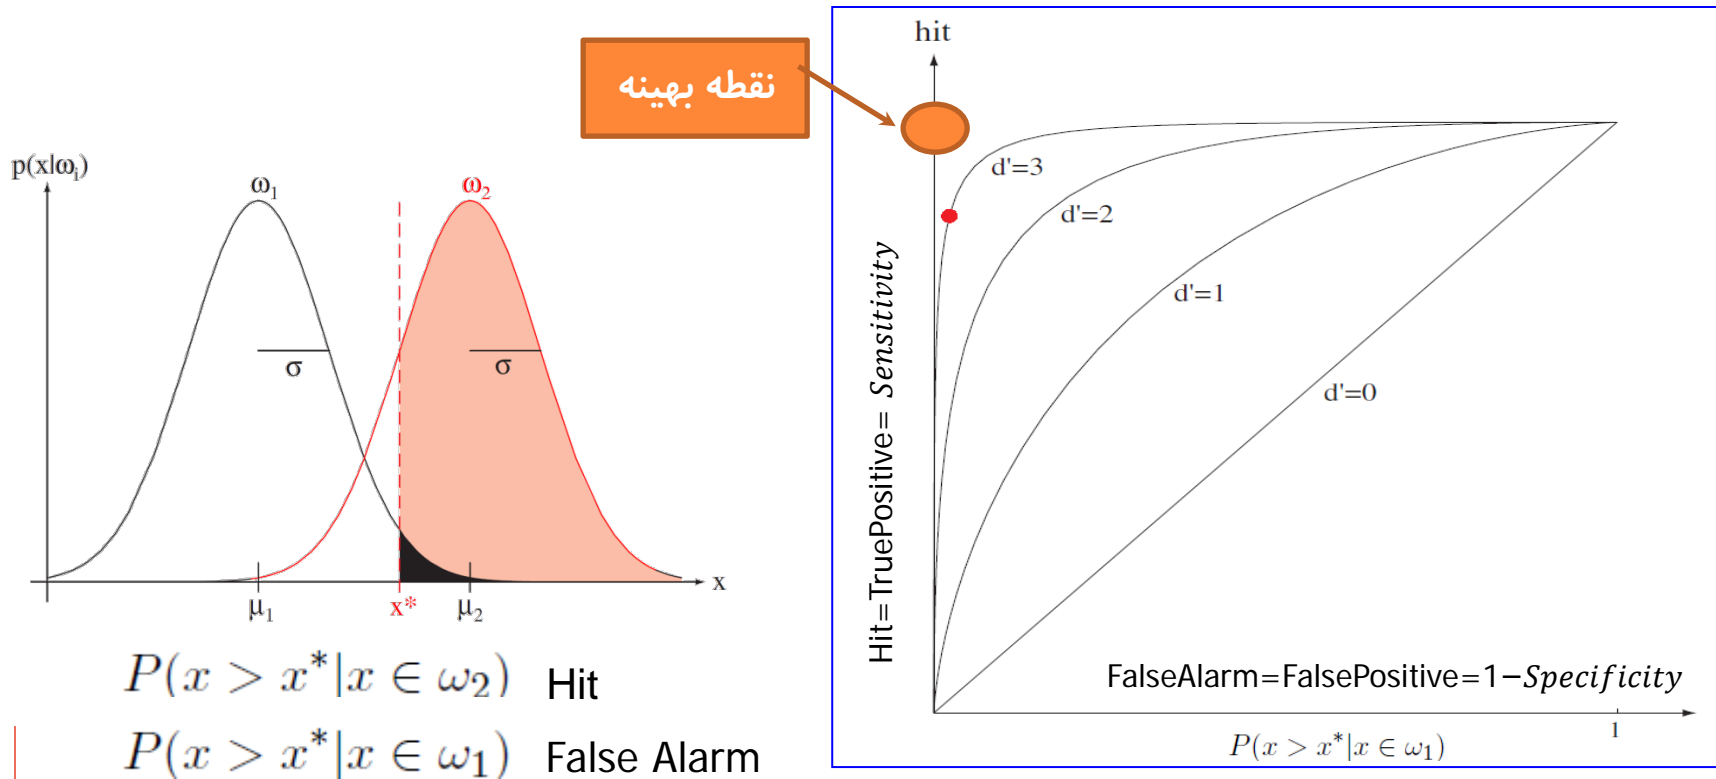 نقطه بهینه
p(x|ω_i)
ω₁
ω₂
σ
σ
μ₁
x*
μ₂
x
P(x > x*|x ∈ ω₂) Hit
P(x > x*|x ∈ ω₁) False Alarm
hit
d'=3
d'=2
d'=1
d'=0
Hit=TruePositive= Sensitivity
FalseAlarm=FalsePositive=1−Specificity
1
P(x > x*|x ∈ ω₁)